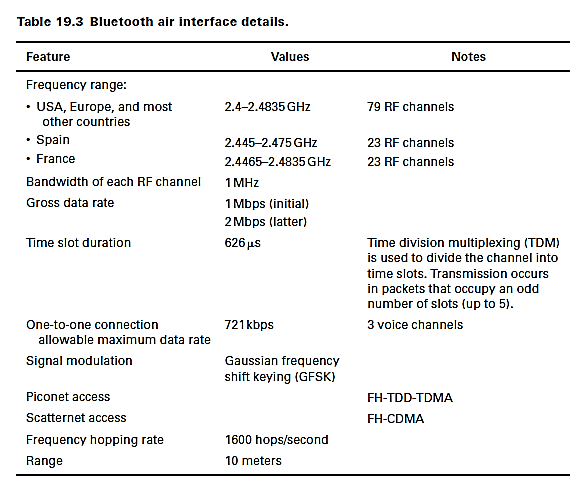 Table 19.3 Bluetooth air interface details.
Feature Values Notes
Frequency range:
• USA, Europe, and most 2.4–2.4835 GHz 79 RF channels
other countries
• Spain 2.445–2.475 GHz 23 RF channels
• France 2.4465–2.4835 GHz 23 RF channels
Bandwidth of each RF channel 1 MHz
Gross data rate 1 Mbps (initial)
2 Mbps (latter)
Time slot duration 626 μs Time division multiplexing (TDM)
is used to divide the channel into
time slots. Transmission occurs
in packets that occupy an odd
number of slots (up to 5).
One-to-one connection 721 kbps 3 voice channels
allowable maximum data rate
Signal modulation Gaussian frequency
shift keying (GFSK)
Piconet access FH-TDD-TDMA
Scatternet access FH-CDMA
Frequency hopping rate 1600 hops/second
Range 10 meters